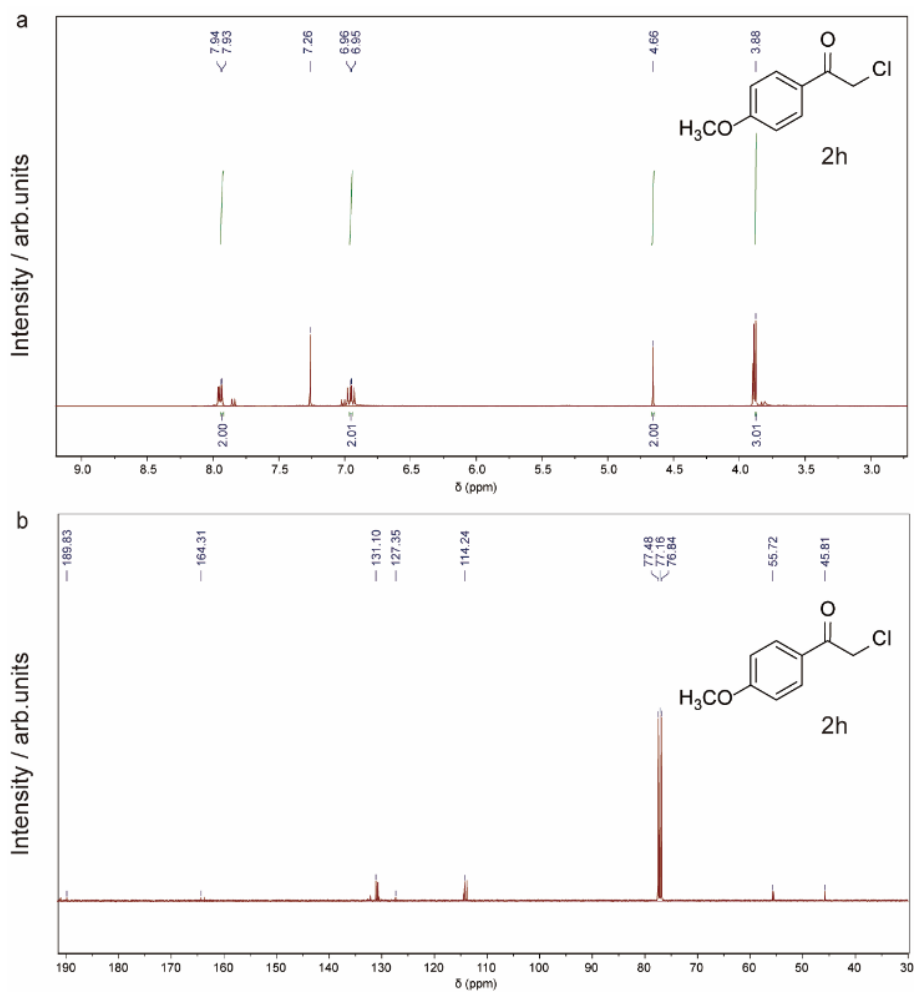 a
7.94
7.93
7.26
6.96
6.95
4.66
3.88
O
Cl
H₃CO
2h
Intensity / arb.units
2.00
2.01
2.00
3.01
9.0 8.5 8.0 7.5 7.0 6.5 6.0 5.5 5.0 4.5 4.0 3.5 3.0
δ (ppm)
b
189.83
164.31
131.10
127.35
114.24
77.48
77.16
76.84
55.72
45.81
O
Cl
H₃CO
2h
Intensity / arb.units
190 180 170 160 150 140 130 120 110 100 90 80 70 60 50 40 30
δ (ppm)